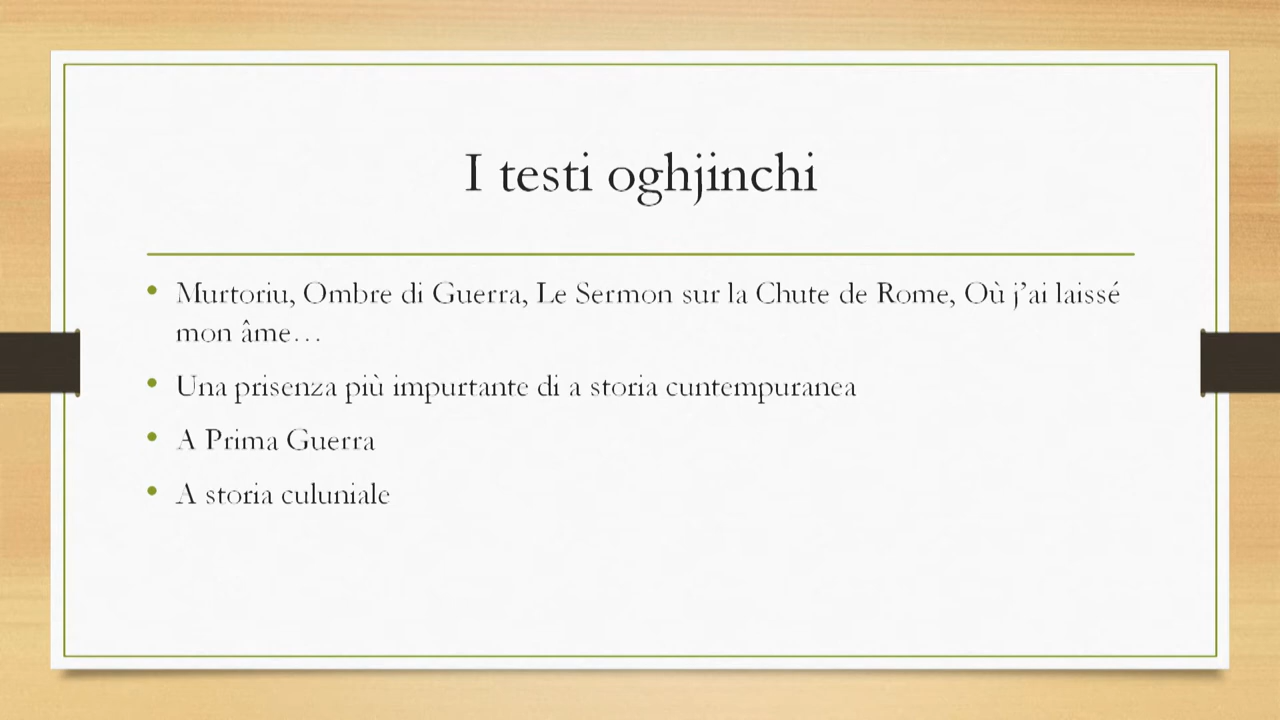 I testi oghjinchi
• Murtoriu, Ombre di Guerra, Le Sermon sur la Chute de Rome, Où j’ai laissé
mon âme…
• Una prisenza più impurtante di a storia cuntempuranea
• A Prima Guerra
• A storia culuniale